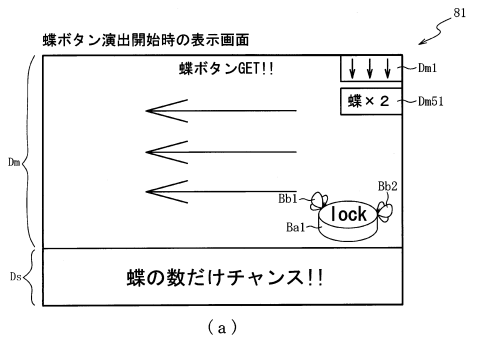 81
蝶ボタン演出開始時の表示画面
蝶ボタンGET!!
Dm1
蝶×2
Dm51
Dm
Bb1
Bb2
lock
Ba1
Ds
蝶の数だけチャンス!!
(a)